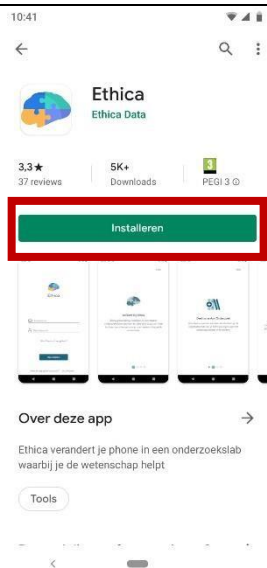 10:41
Ethica
Ethica Data
3,3★
5K+
3
37 reviews
Downloads
PEGI 3
Installeren
Ethica
Over deze app
Ethica verandert je phone in een onderzoekslab
waarbij je de wetenschap helpt
Tools